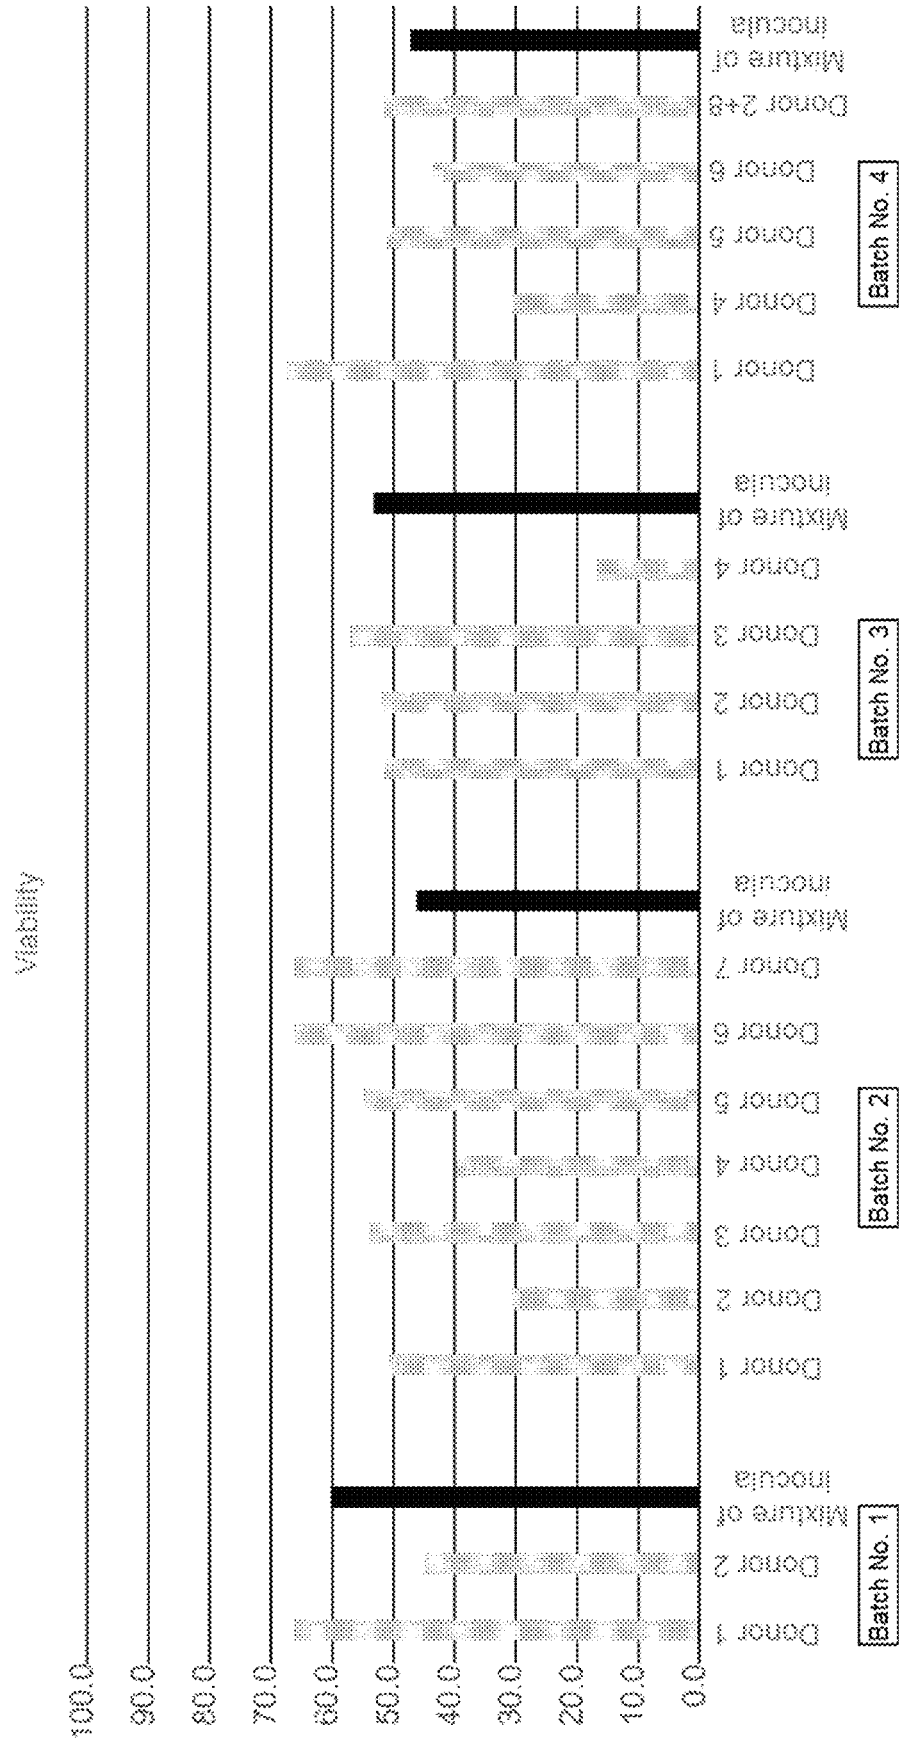 Viability
100.0
90.0
80.0
70.0
60.0
50.0
40.0
30.0
20.0
10.0
0.0
Donor 1
Donor 2
Mixture of
inocula
Donor 1
Donor 2
Donor 3
Donor 4
Donor 5
Donor 6
Donor 7
Mixture of
inocula
Donor 1
Donor 2
Donor 3
Donor 4
Mixture of
inocula
Donor 1
Donor 4
Donor 5
Donor 6
Donor 2+8
Mixture of
inocula
Batch No. 1
Batch No. 2
Batch No. 3
Batch No. 4